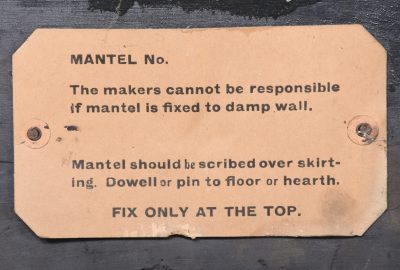 MANTEL No.
The makers cannot be responsible
if mantel is fixed to damp wall.
Mantel should be scribed over skirt-
ing. Dowell or pin to floor or hearth.
FIX ONLY AT THE TOP.